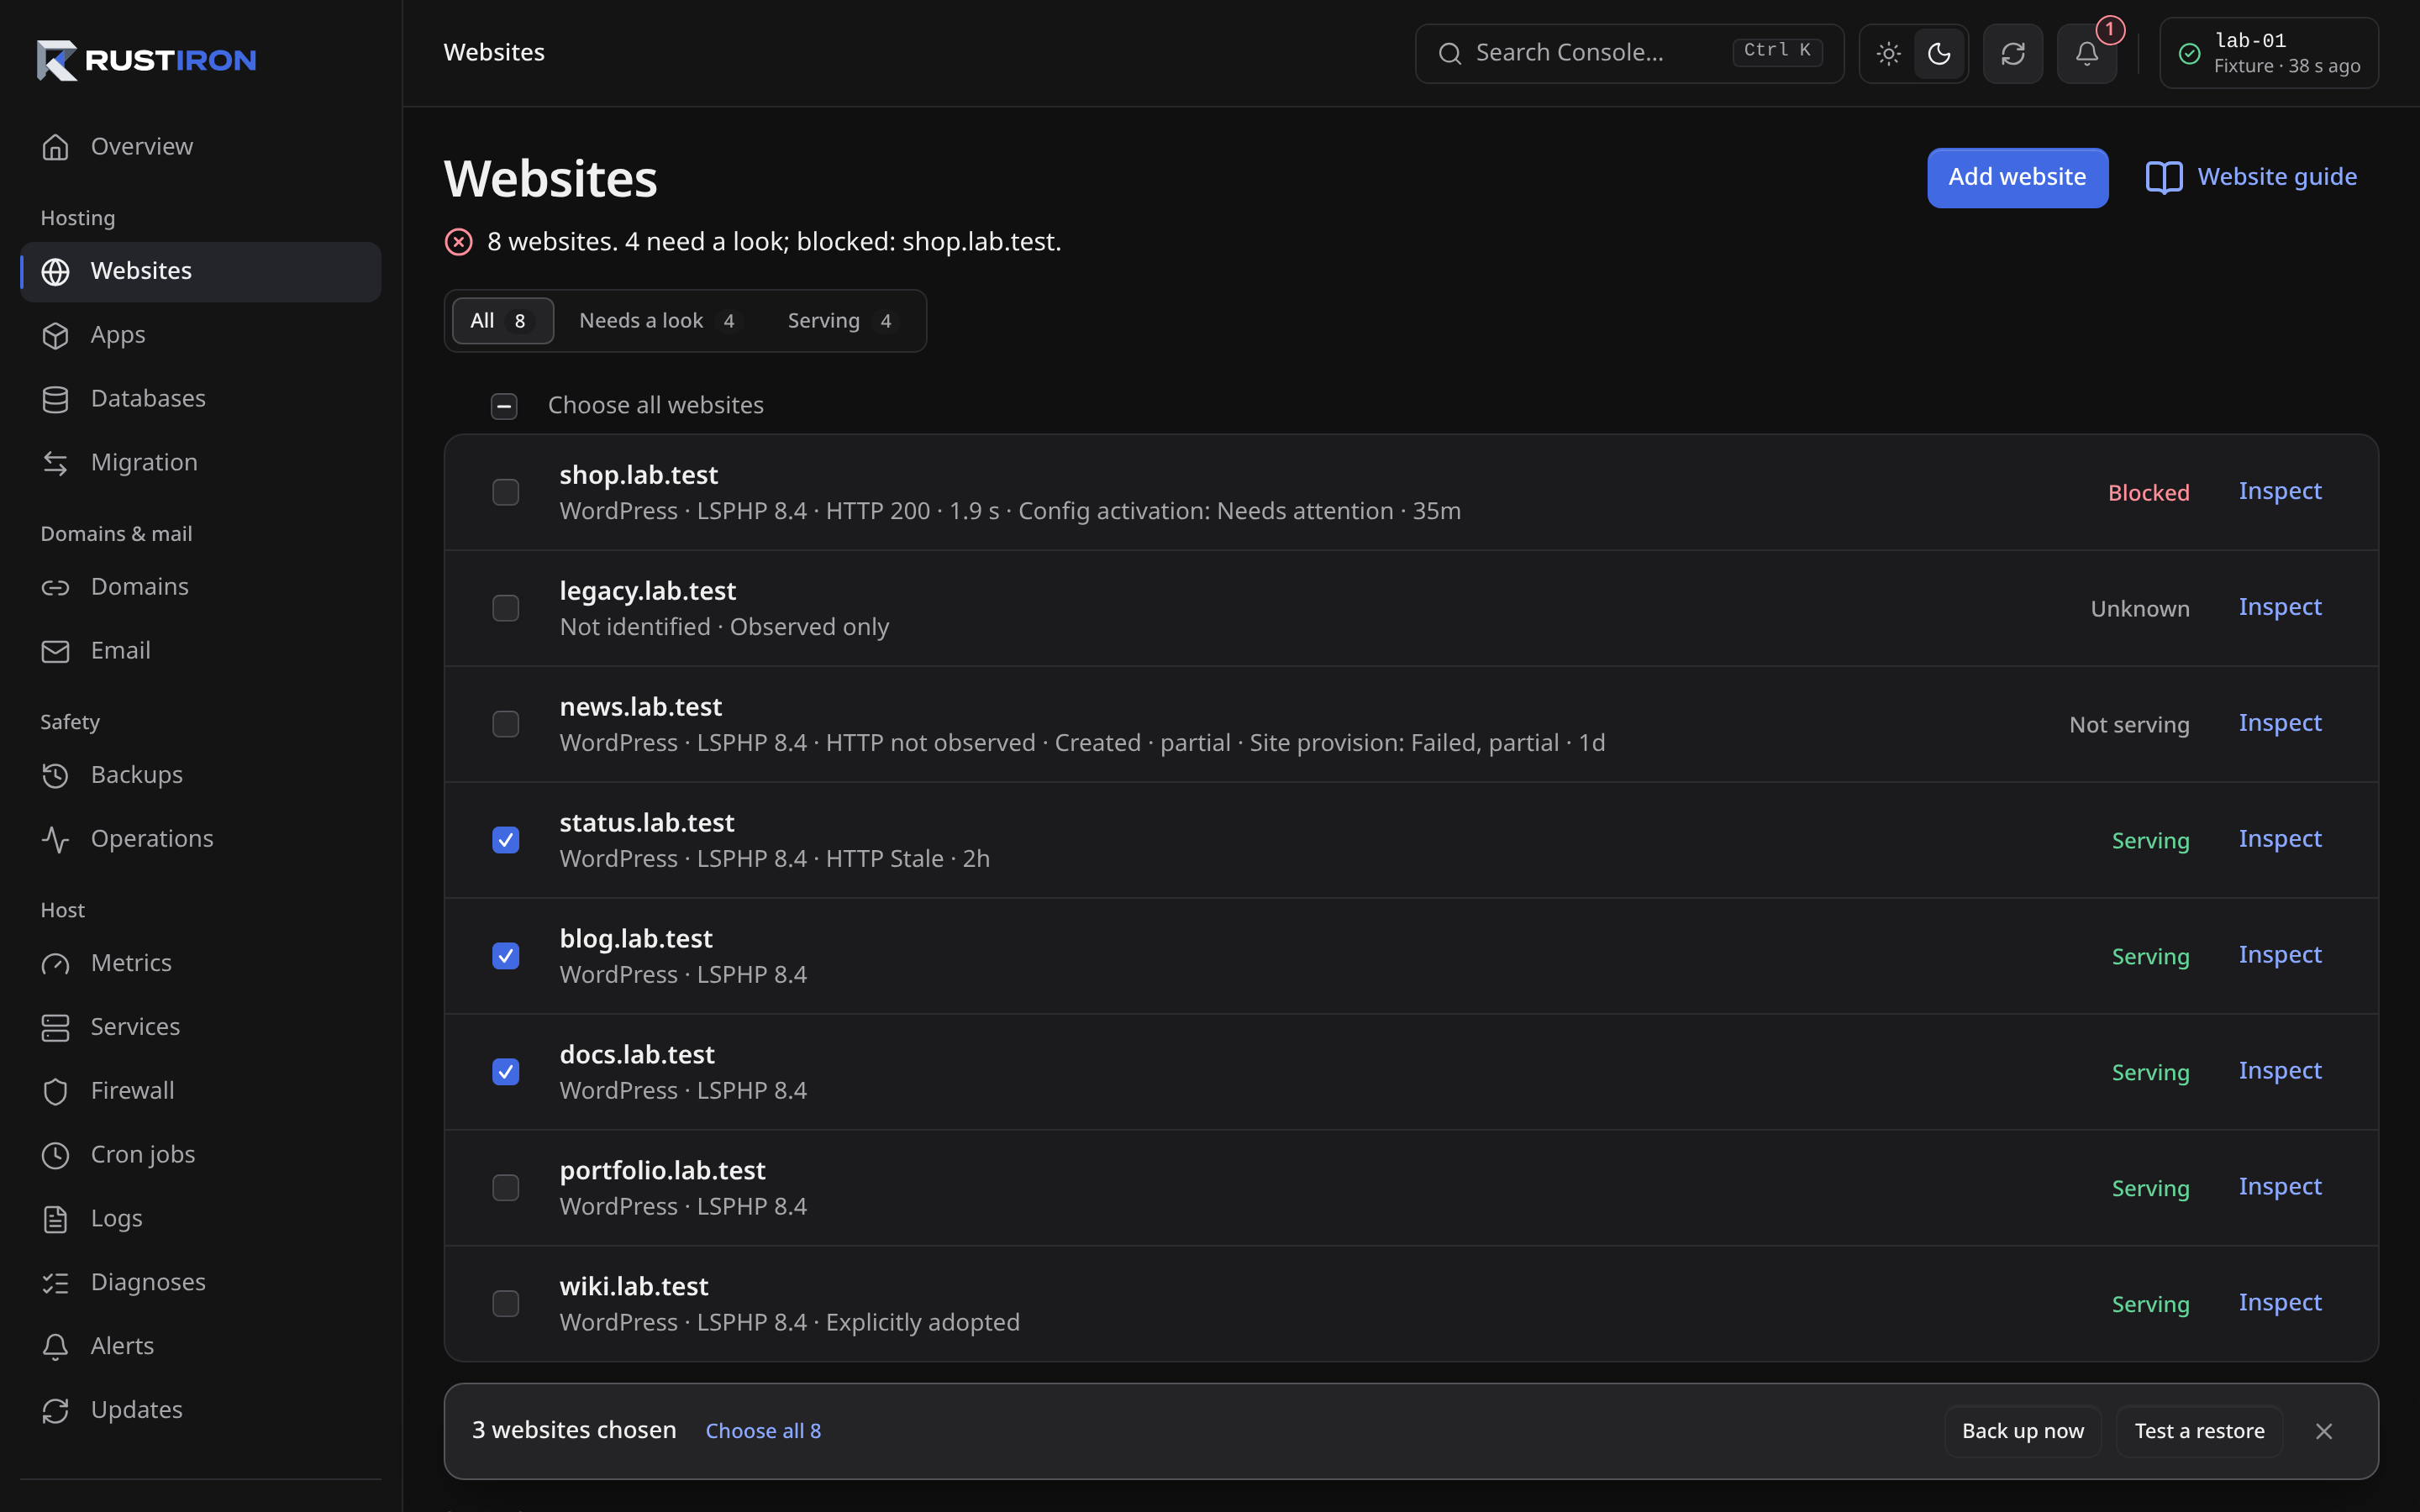 RUSTIRON
Overview
Hosting
Websites
Apps
Databases
Migration
Domains & mail
Domains
Email
Safety
Backups
Operations
Host
Metrics
Services
Firewall
Cron jobs
Logs
Diagnoses
Alerts
Updates
Websites
Search Console...
Ctrl K
1
lab-01
Fixture · 38 s ago
Websites
Add website
Website guide
8 websites. 4 need a look; blocked: shop.lab.test.
All 8
Needs a look 4
Serving 4
Choose all websites
shop.lab.test
WordPress · LSPHP 8.4 · HTTP 200 · 1.9 s · Config activation: Needs attention · 35m
Blocked
Inspect
legacy.lab.test
Not identified · Observed only
Unknown
Inspect
news.lab.test
WordPress · LSPHP 8.4 · HTTP not observed · Created · partial · Site provision: Failed, partial · 1d
Not serving
Inspect
status.lab.test
WordPress · LSPHP 8.4 · HTTP Stale · 2h
Serving
Inspect
blog.lab.test
WordPress · LSPHP 8.4
Serving
Inspect
docs.lab.test
WordPress · LSPHP 8.4
Serving
Inspect
portfolio.lab.test
WordPress · LSPHP 8.4
Serving
Inspect
wiki.lab.test
WordPress · LSPHP 8.4 · Explicitly adopted
Serving
Inspect
3 websites chosen
Choose all 8
Back up now
Test a restore